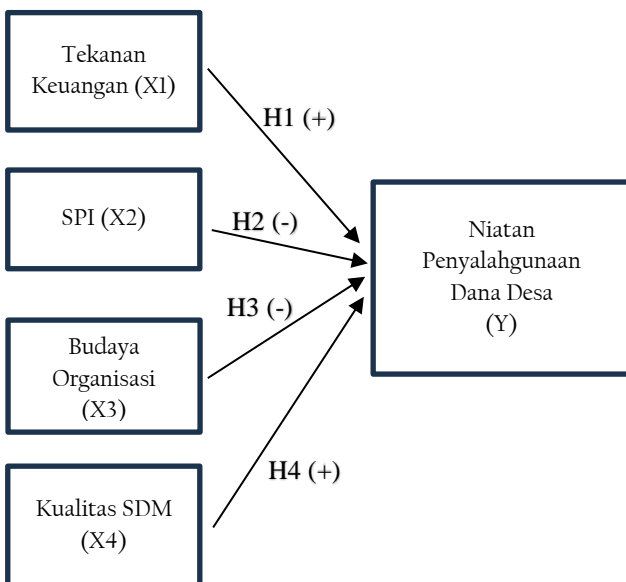 Tekanan
Keuangan (X1)
H1 (+)
SPI (X2)
H2 (-)
Niatan
Penyalahgunaan
Dana Desa
(Y)
H3 (-)
Budaya
Organisasi
(X3)
H4 (+)
Kualitas SDM
(X4)